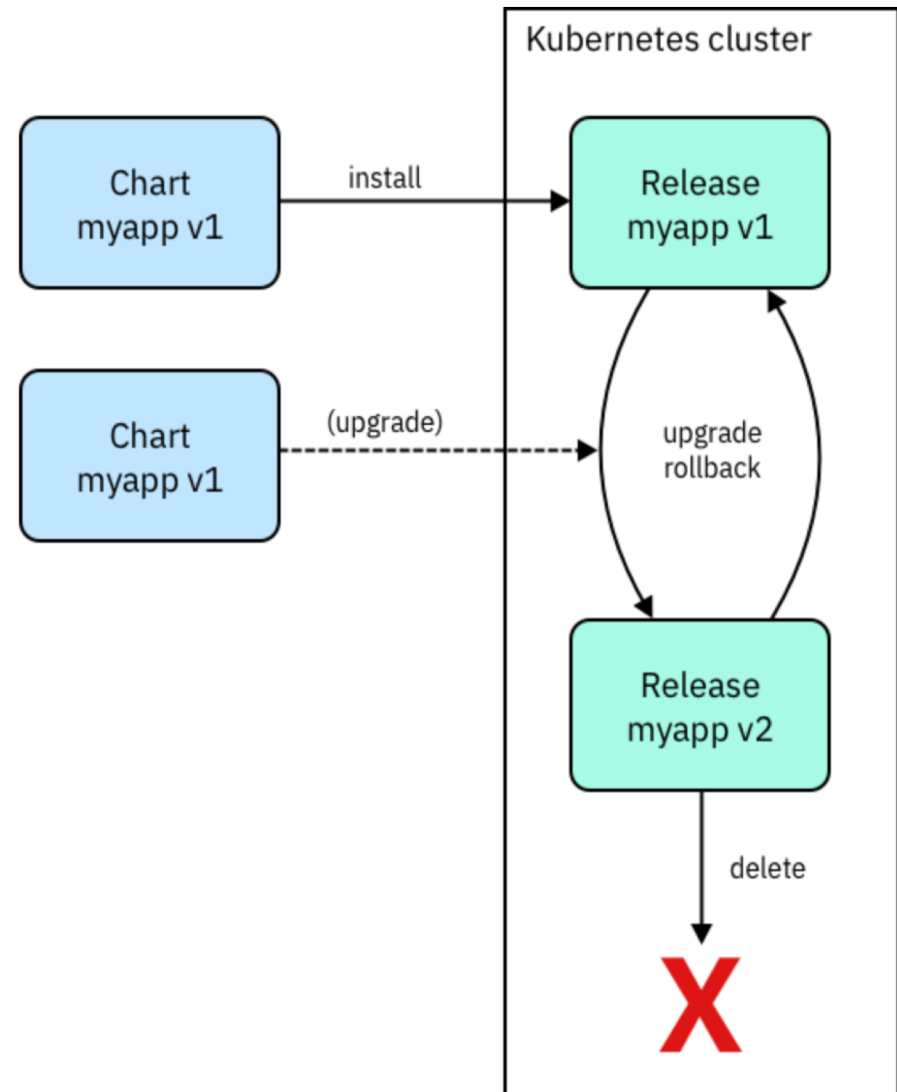 Kubernetes cluster
Chart
myapp v1
install
Release
myapp v1
Chart
myapp v1
(upgrade)
upgrade
rollback
Release
myapp v2
delete
X